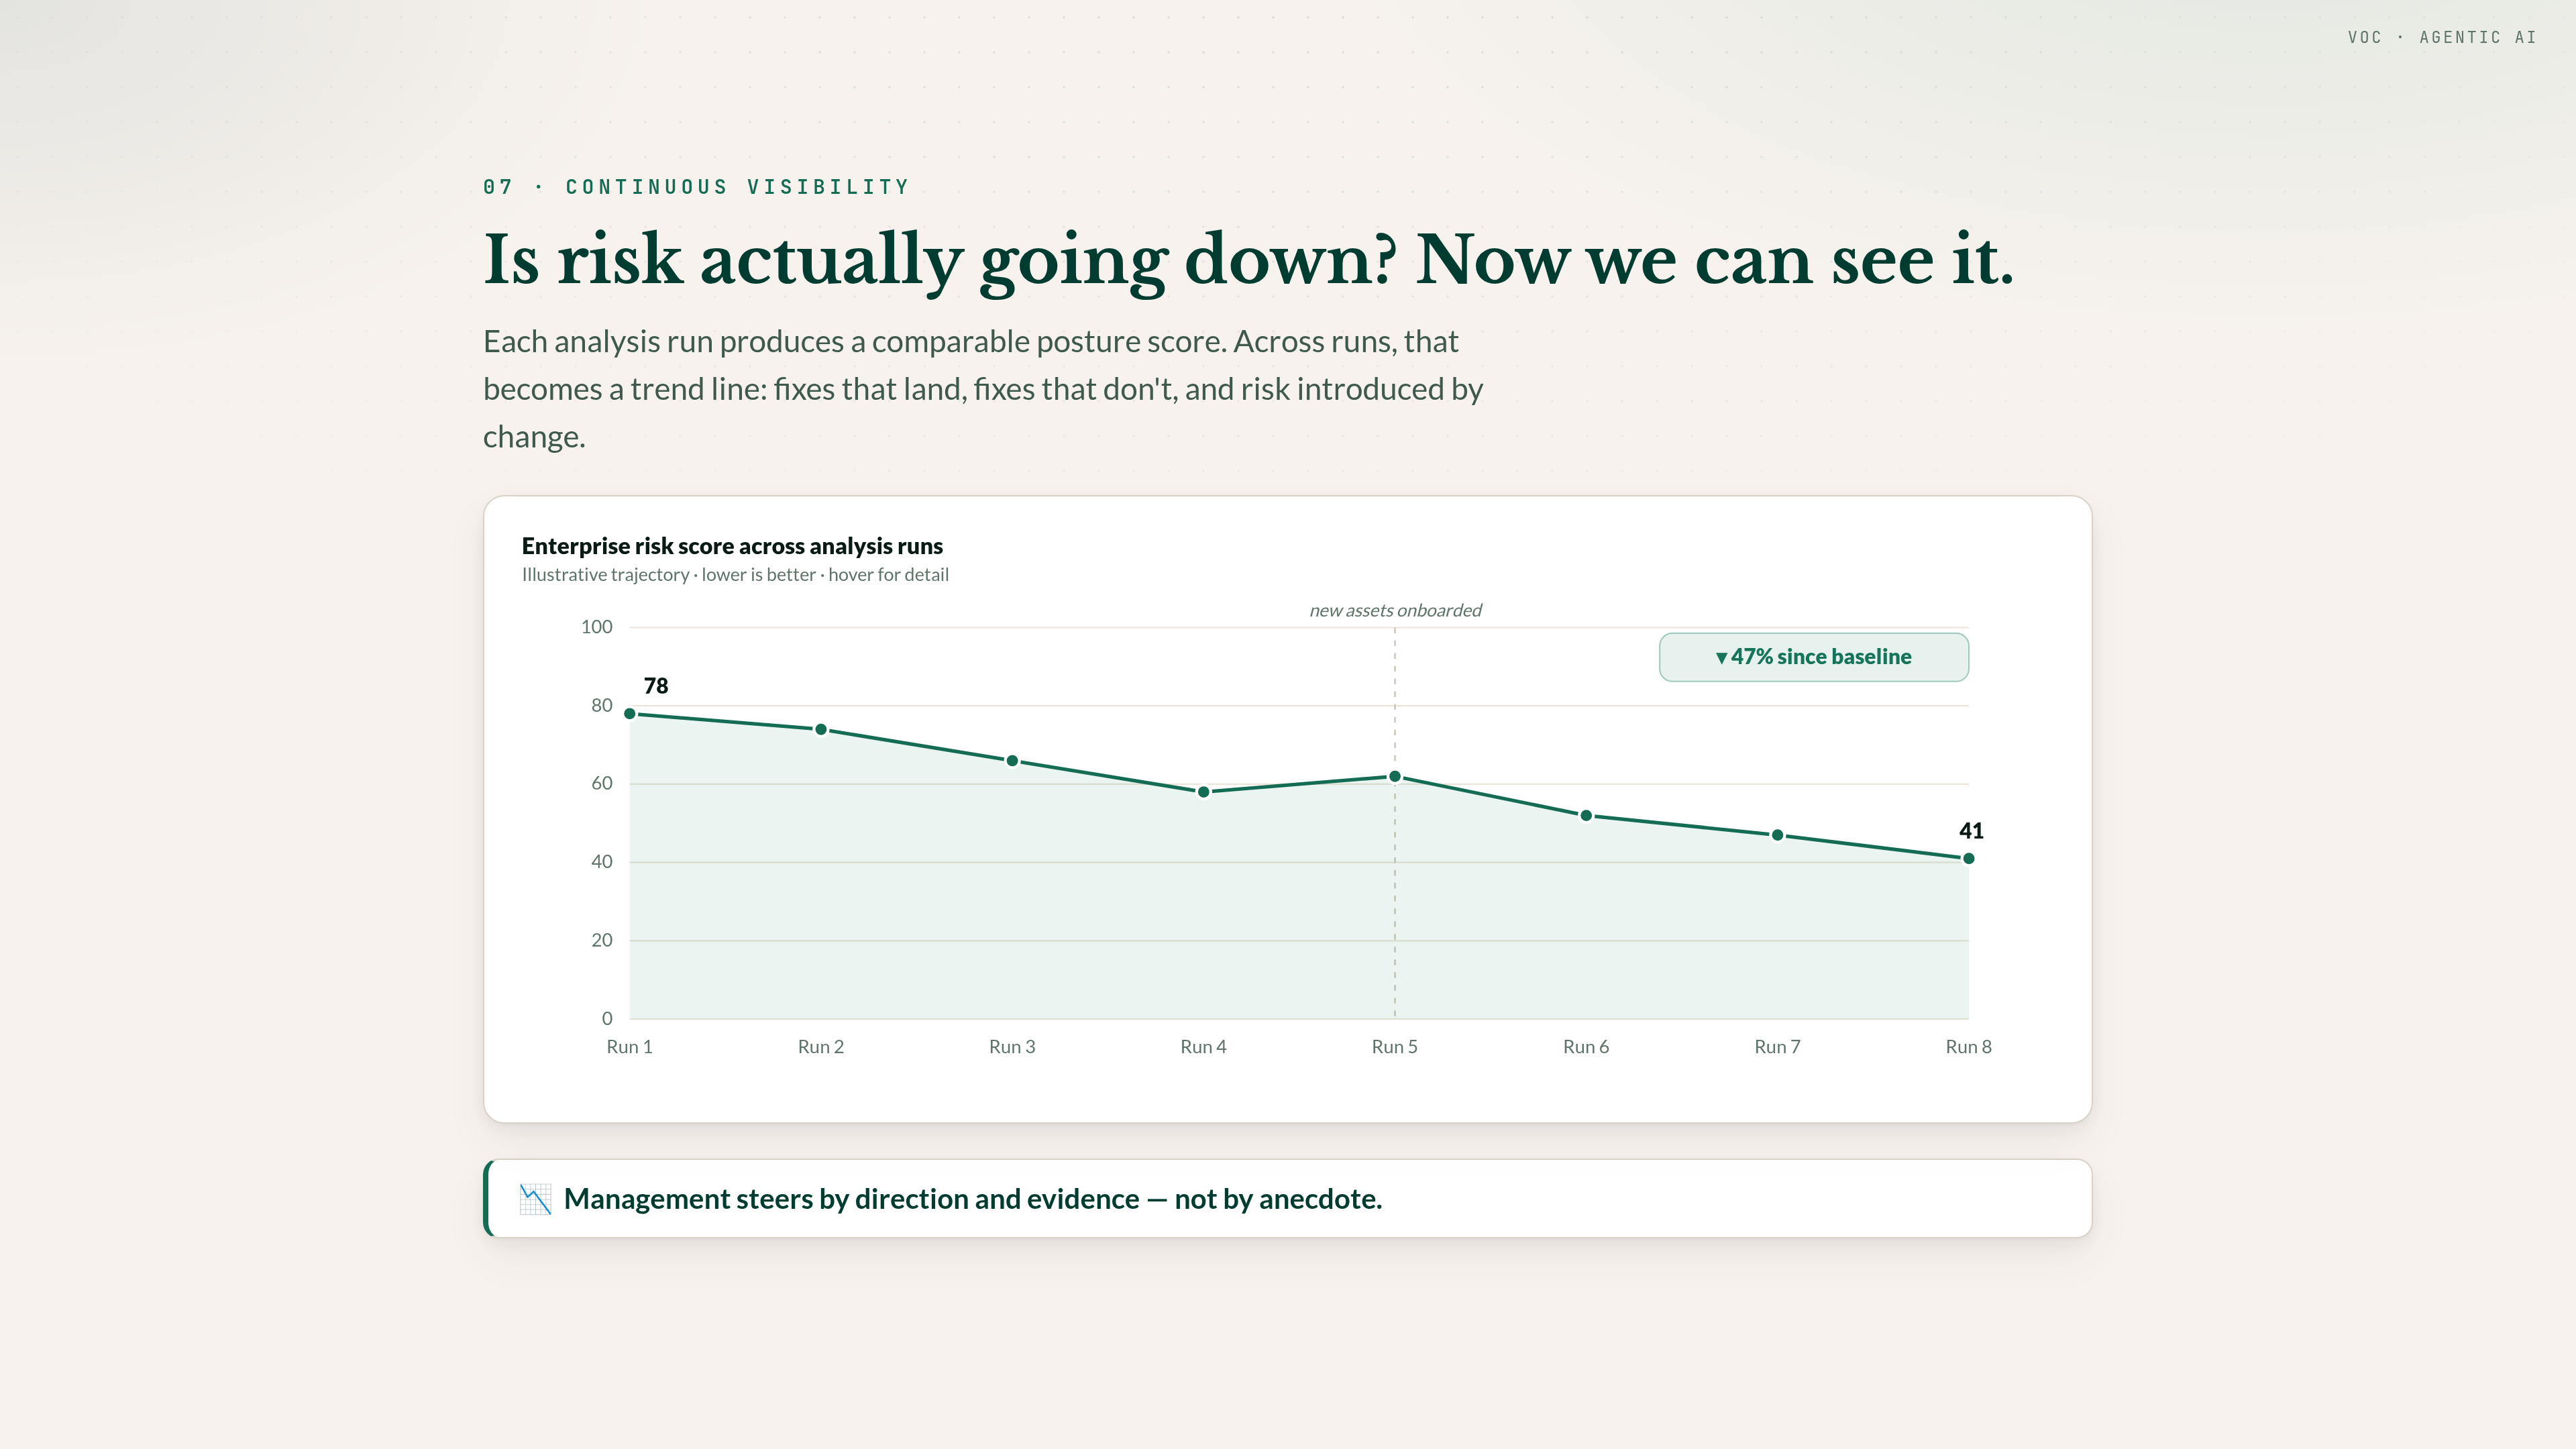 VOC · AGENTIC AI
07 · CONTINUOUS VISIBILITY
Is risk actually going down? Now we can see it.
Each analysis run produces a comparable posture score. Across runs, that
becomes a trend line: fixes that land, fixes that don't, and risk introduced by
change.
Enterprise risk score across analysis runs
Illustrative trajectory · lower is better · hover for detail
new assets onboarded
100
▼ 47% since baseline
78
80
60
41
40
20
0
Run 1 Run 2 Run 3 Run 4 Run 5 Run 6 Run 7 Run 8
📉 Management steers by direction and evidence — not by anecdote.